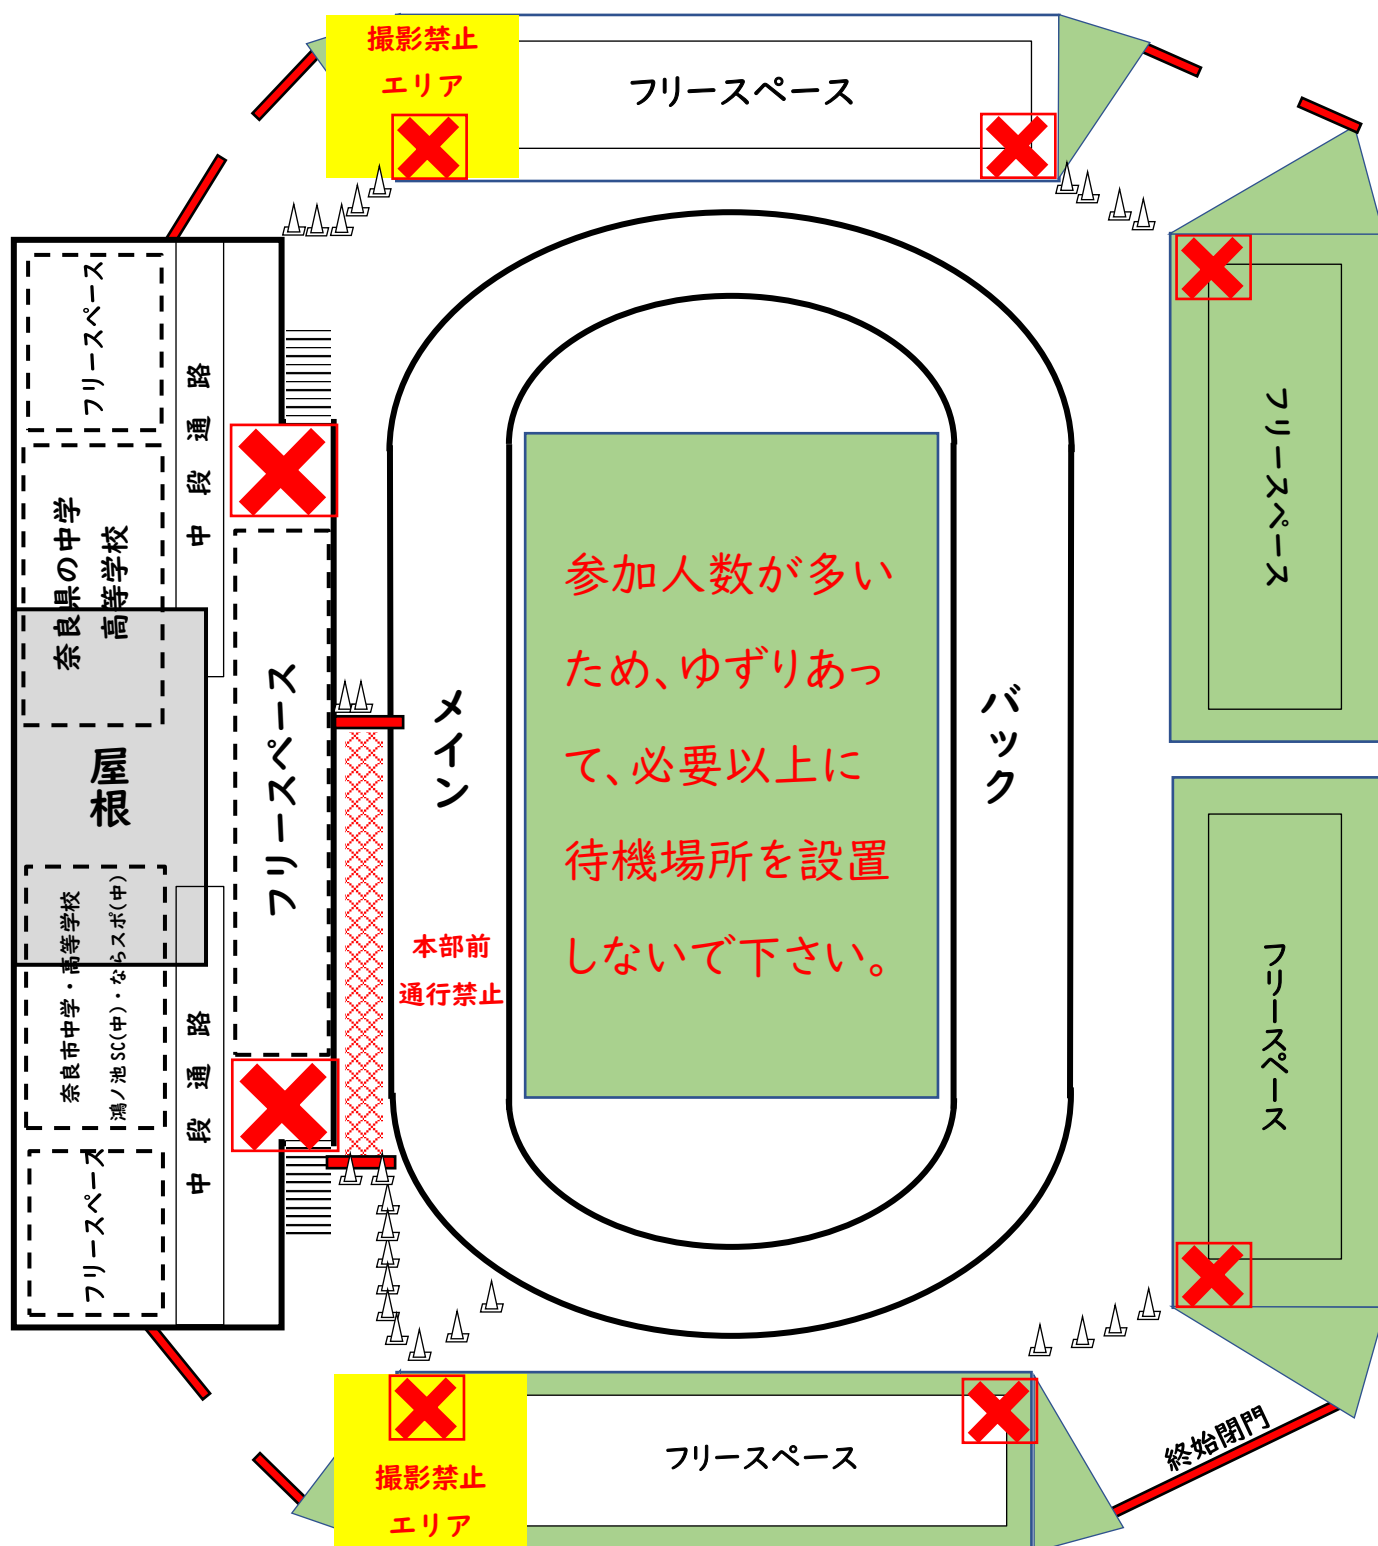 撮影禁止
エリア
フリースペース
フリースペース
中段通路
奈良県の中学
高等学校
屋根
フリースペース
奈良市中学・高等学校
鴻ノ池SC(中)・ならスポ(中)
中段通路
フリースペース
メイン
本部前
通行禁止
参加人数が多い
ため、ゆずりあっ
て、必要以上に
待機場所を設置
しないで下さい。
バック
フリースペース
フリースペース
撮影禁止
エリア
フリースペース
終始閉門